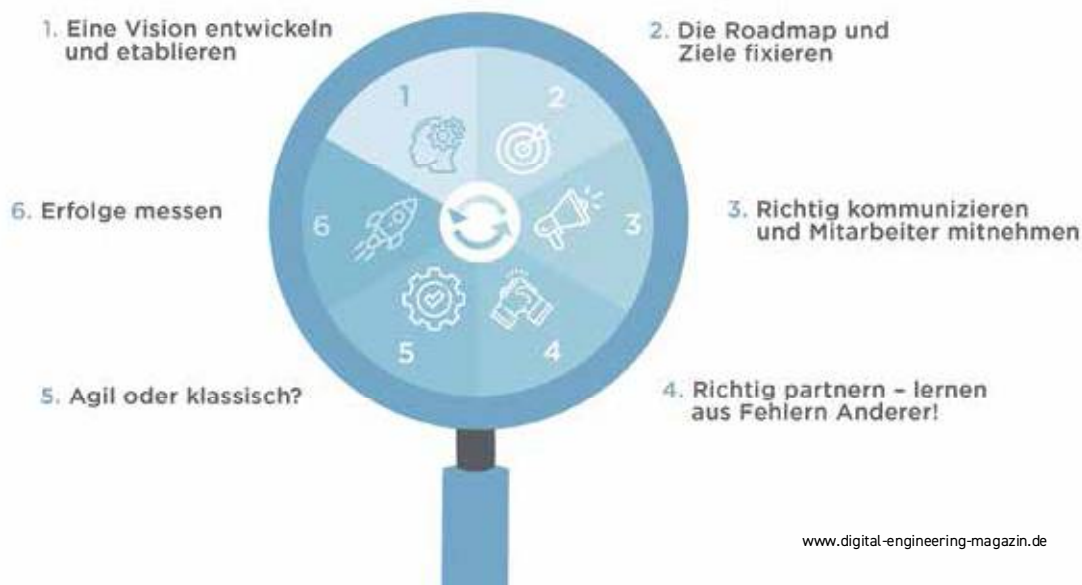 1. Eine Vision entwickeln
und etablieren
2. Die Roadmap und
Ziele fixieren
3. Richtig kommunizieren
und Mitarbeiter mitnehmen
4. Richtig partnern – lernen
aus Fehlern Anderer!
5. Agil oder klassisch?
6. Erfolge messen
1
2
3
4
5
6
www.digital-engineering-magazin.de